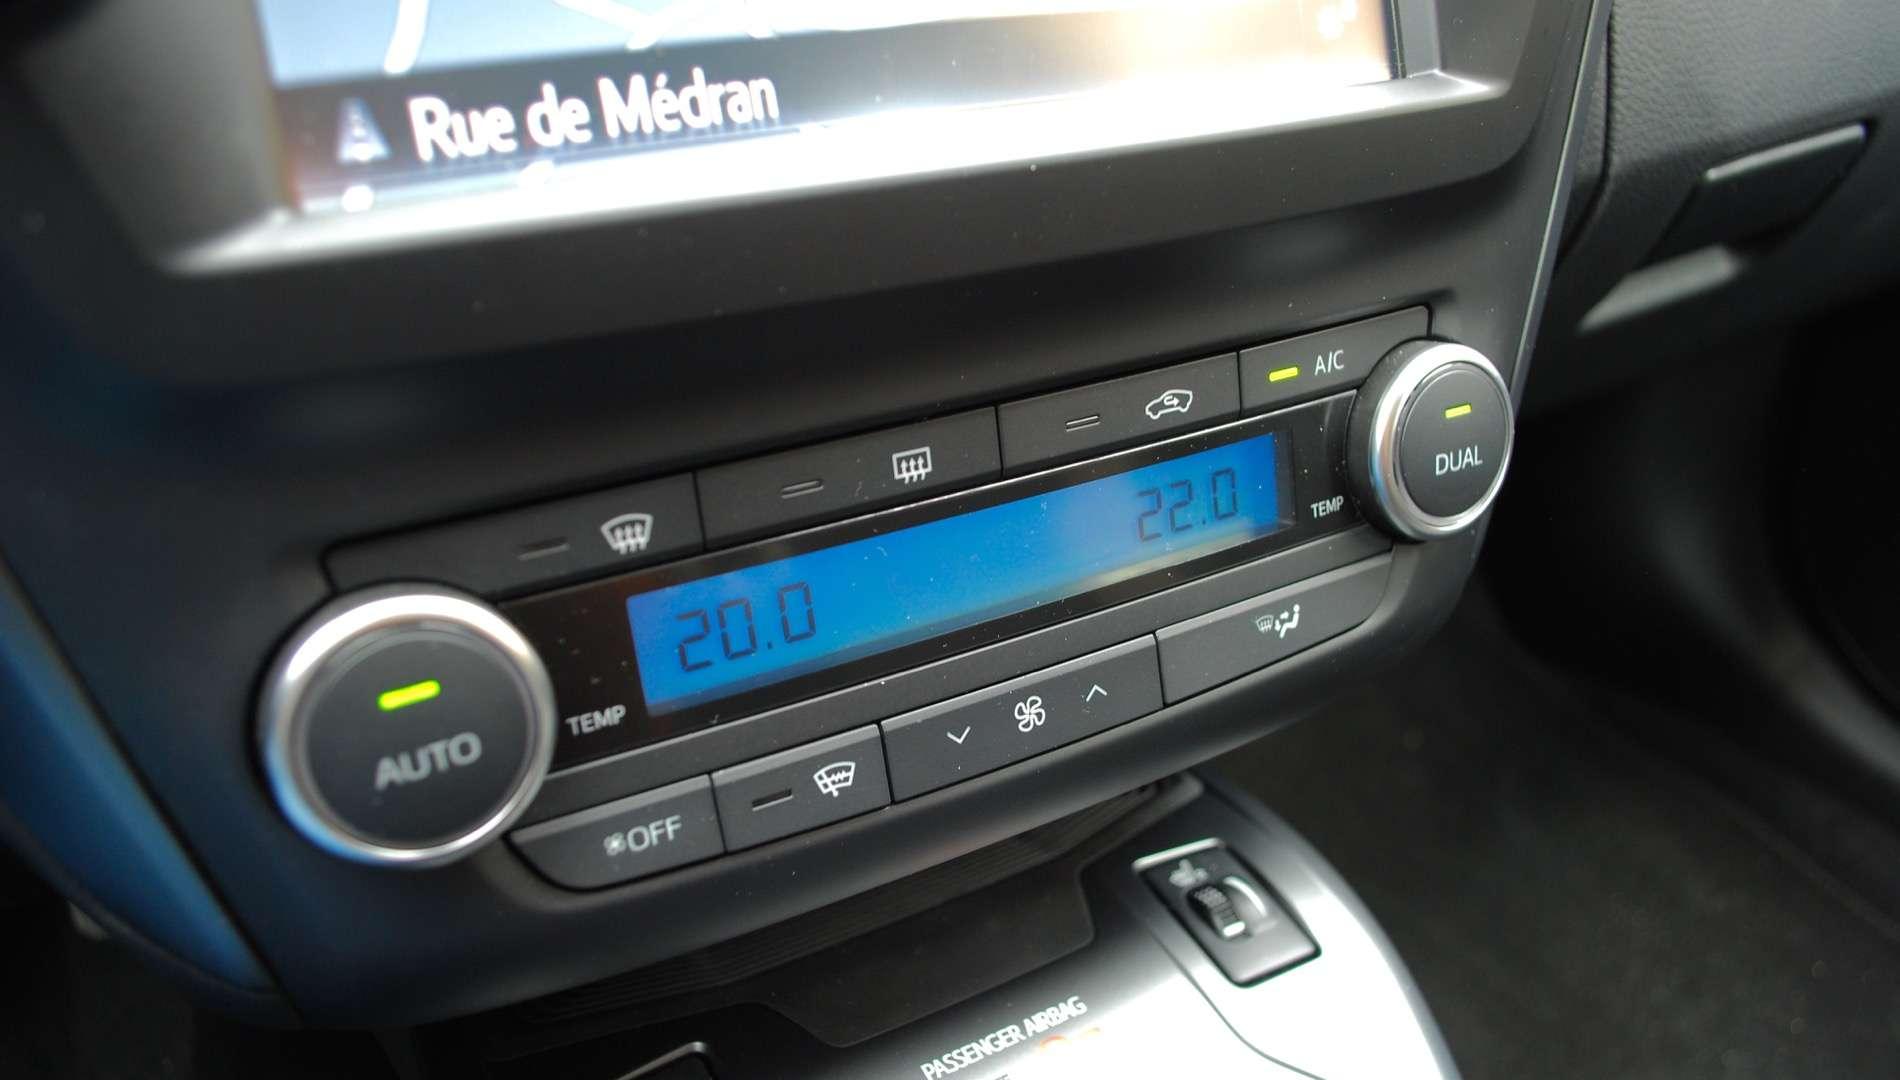 Rue de Médran
A/C
DUAL
22.0
TEMP
20.0
TEMP
AUTO
OFF
PASSENGER AIRBAG